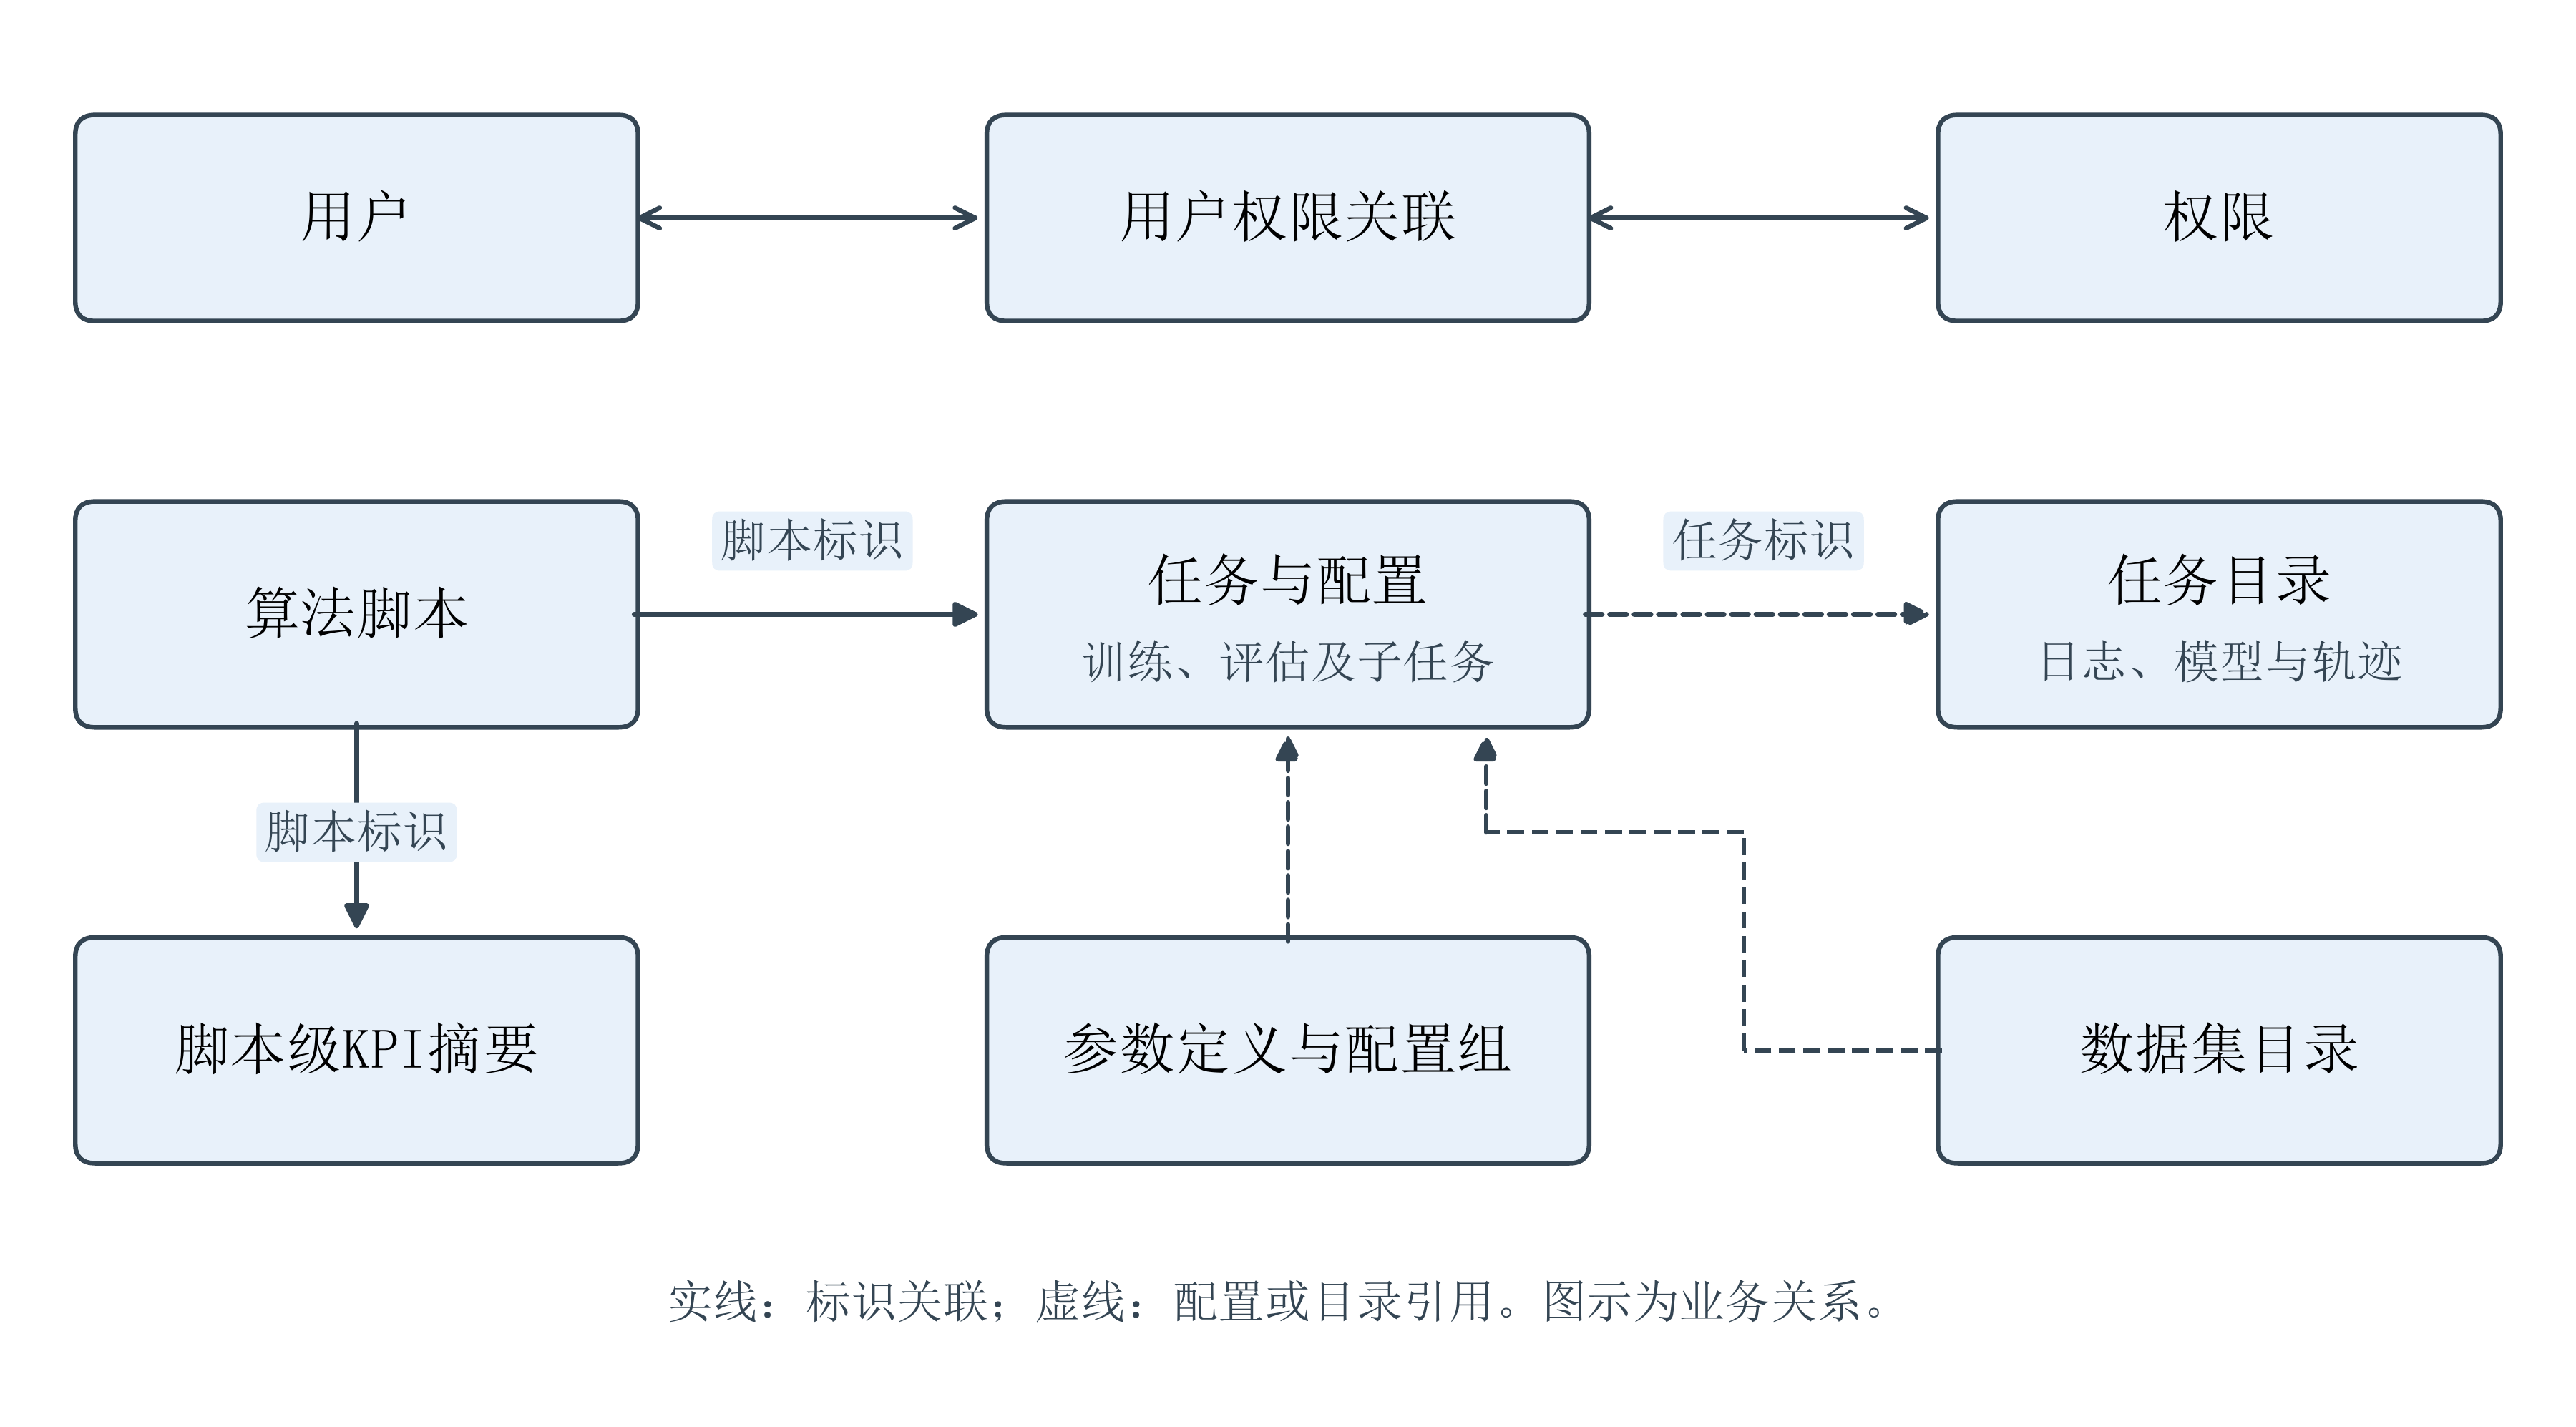 用户
用户权限关联
权限
算法脚本
脚本标识
任务与配置
训练、评估及子任务
任务标识
任务目录
日志、模型与轨迹
脚本标识
脚本级KPI摘要
参数定义与配置组
数据集目录
实线：标识关联；虚线：配置或目录引用。图示为业务关系。